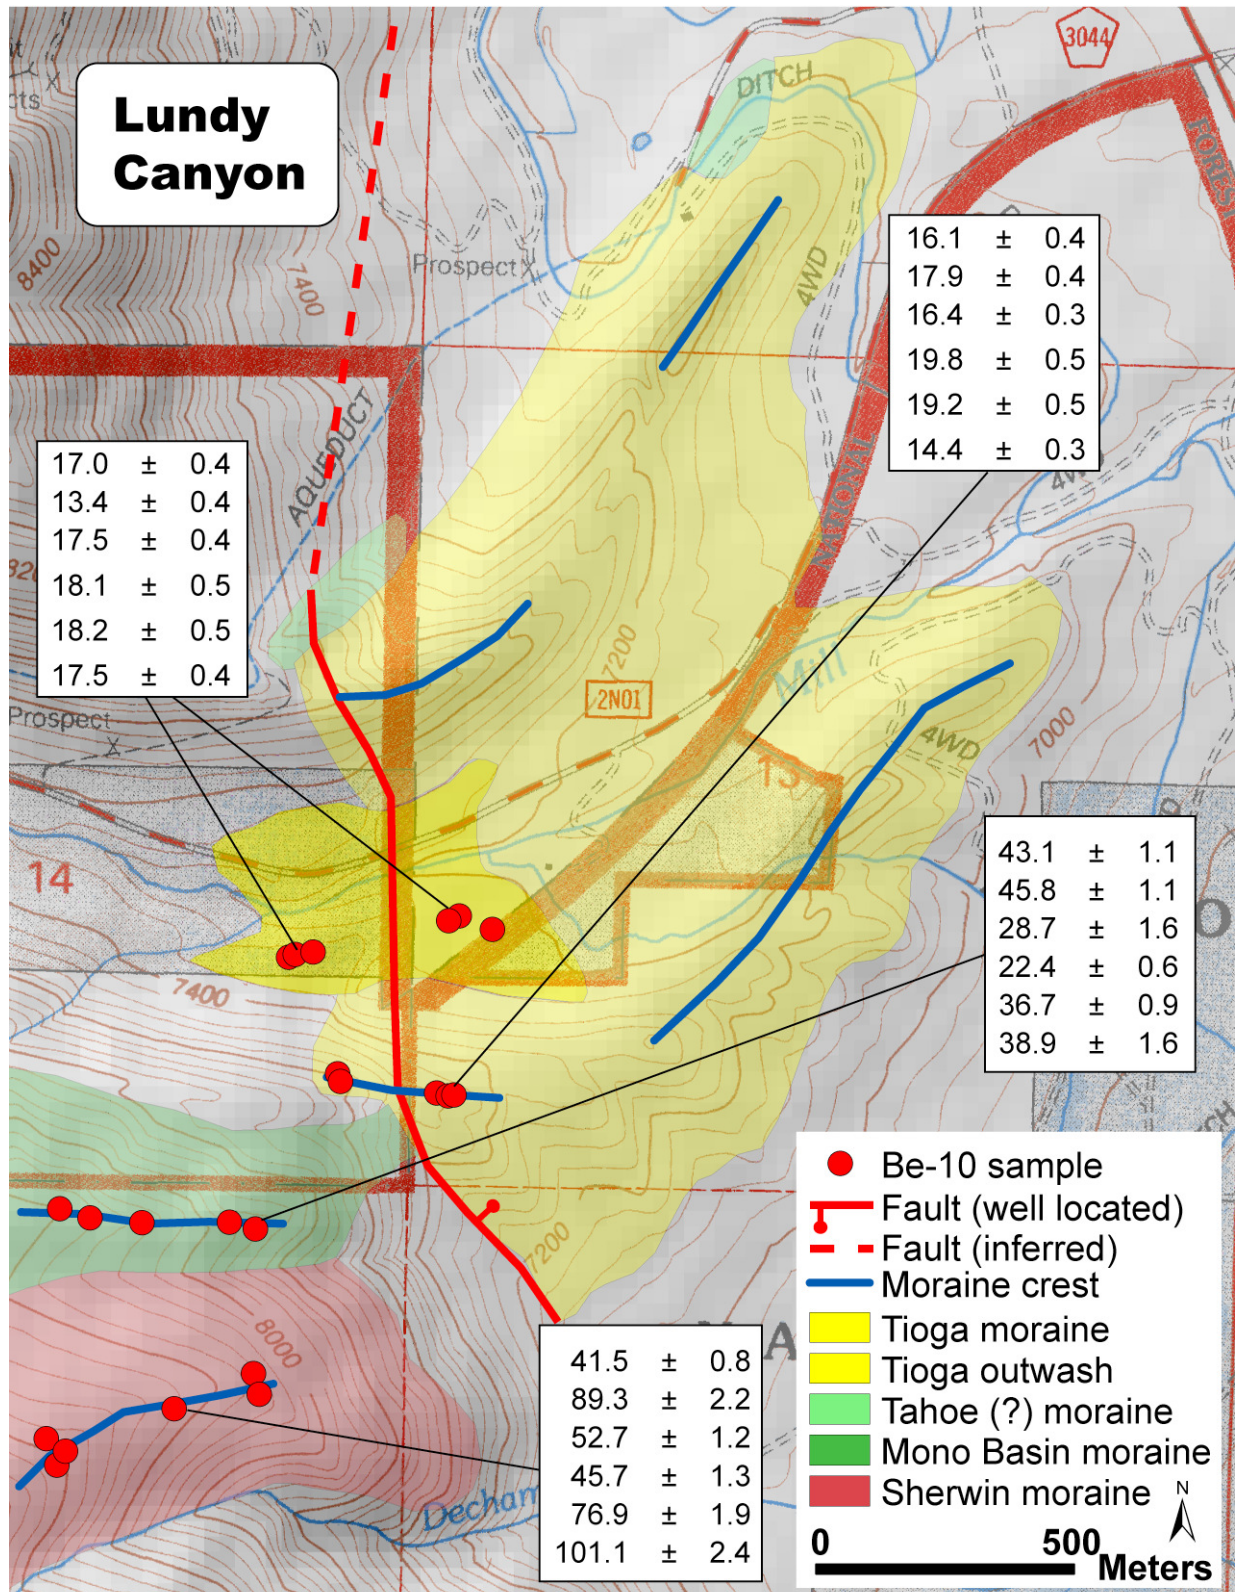 Lundy
Canyon
DITCH
3044
FOREST
8400
7400
Prospect X
4WD
16.1 ± 0.4
17.9 ± 0.4
16.4 ± 0.3
19.8 ± 0.5
19.2 ± 0.5
14.4 ± 0.3
AQUEDUCT
NATIONAL
17.0 ± 0.4
13.4 ± 0.4
17.5 ± 0.4
18.1 ± 0.5
18.2 ± 0.5
17.5 ± 0.4
7200
2N01
Mill
4WD
7000
Prospect
X
13
14
7400
43.1 ± 1.1
45.8 ± 1.1
28.7 ± 1.6
22.4 ± 0.6
36.7 ± 0.9
38.9 ± 1.6
7200
8000
Decham
41.5 ± 0.8
89.3 ± 2.2
52.7 ± 1.2
45.7 ± 1.3
76.9 ± 1.9
101.1 ± 2.4
Be-10 sample
Fault (well located)
Fault (inferred)
Moraine crest
Tioga moraine
Tioga outwash
Tahoe (?) moraine
Mono Basin moraine
Sherwin moraine
N
0 500
Meters